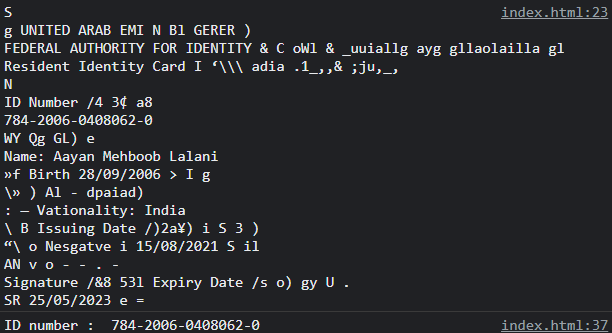 S
index.html:23
g UNITED ARAB EMI N Bl GERER )
FEDERAL AUTHORITY FOR IDENTITY & C oWl & _uuiallg ayg gllaolailla gl
Resident Identity Card I ‘\\\ adia .1_,,& ;ju,_,
N
ID Number /4 3¢ a8
784-2006-0408062-0
WY Qg GL) e
Name: Aayan Mehboob Lalani
»f Birth 28/09/2006 > I g
\» ) Al - dpaiad)
: — Vationality: India
\ B Issuing Date /)2a¥) i S 3 )
“\ o Nesgatve i 15/08/2021 S il
AN v o - - . -
Signature /&8 53l Expiry Date /s o) gy U .
SR 25/05/2023 e =
ID number : 784-2006-0408062-0
index.html:37